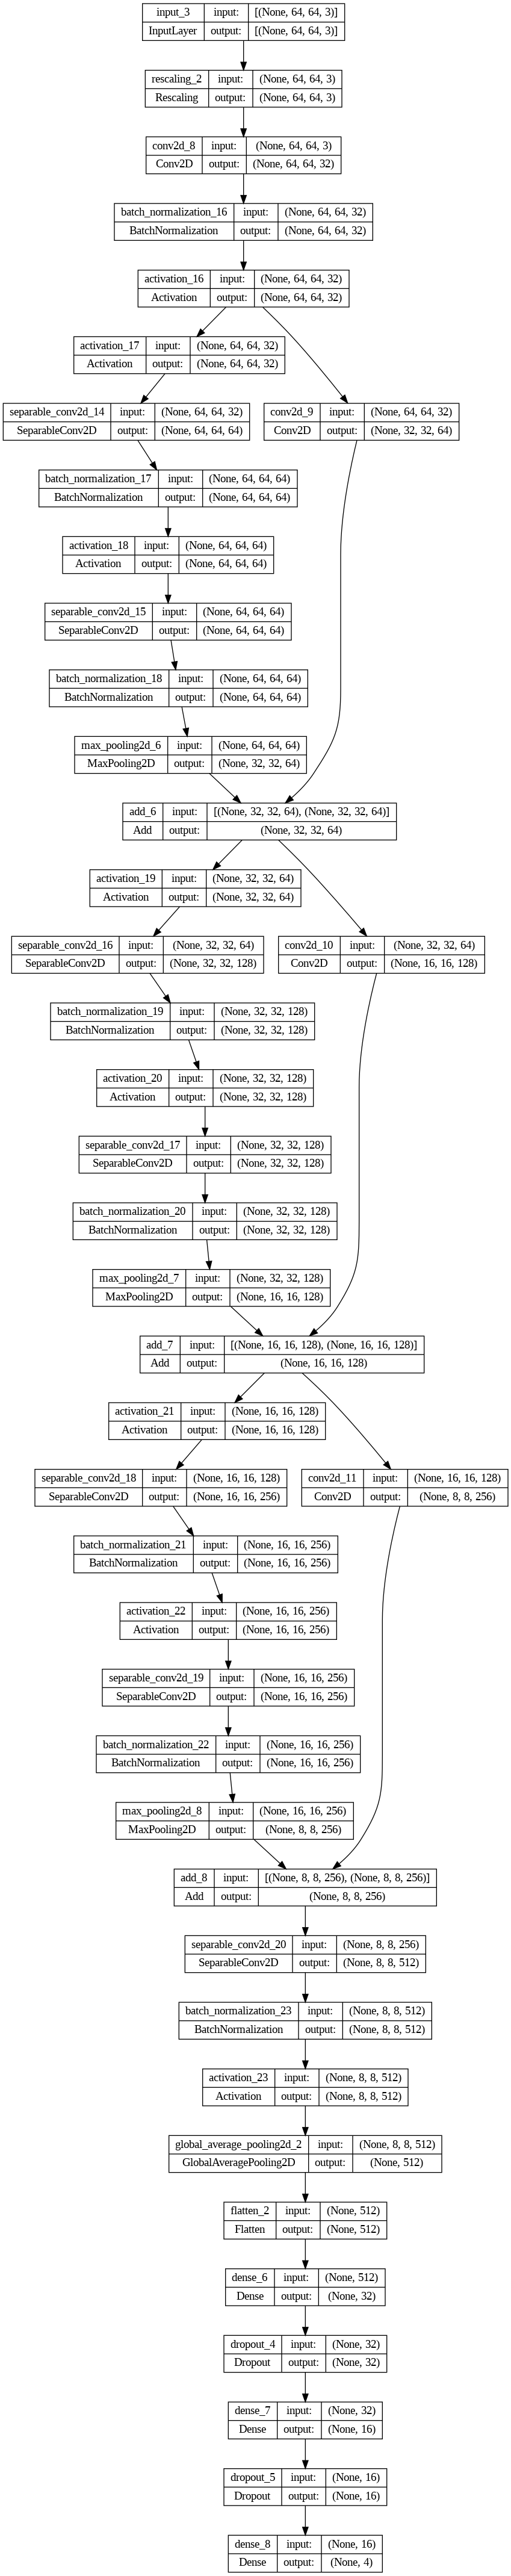 input_3 input: [(None, 64, 64, 3)]
InputLayer output: [(None, 64, 64, 3)]
rescaling_2 input: (None, 64, 64, 3)
Rescaling output: (None, 64, 64, 3)
conv2d_8 input: (None, 64, 64, 3)
Conv2D output: (None, 64, 64, 32)
batch_normalization_16 input: (None, 64, 64, 32)
BatchNormalization output: (None, 64, 64, 32)
activation_16 input: (None, 64, 64, 32)
Activation output: (None, 64, 64, 32)
activation_17 input: (None, 64, 64, 32)
Activation output: (None, 64, 64, 32)
separable_conv2d_14 input: (None, 64, 64, 32)
SeparableConv2D output: (None, 64, 64, 64)
conv2d_9 input: (None, 64, 64, 32)
Conv2D output: (None, 32, 32, 64)
batch_normalization_17 input: (None, 64, 64, 64)
BatchNormalization output: (None, 64, 64, 64)
activation_18 input: (None, 64, 64, 64)
Activation output: (None, 64, 64, 64)
separable_conv2d_15 input: (None, 64, 64, 64)
SeparableConv2D output: (None, 64, 64, 64)
batch_normalization_18 input: (None, 64, 64, 64)
BatchNormalization output: (None, 64, 64, 64)
max_pooling2d_6 input: (None, 64, 64, 64)
MaxPooling2D output: (None, 32, 32, 64)
add_6 input: [(None, 32, 32, 64), (None, 32, 32, 64)]
Add output: (None, 32, 32, 64)
activation_19 input: (None, 32, 32, 64)
Activation output: (None, 32, 32, 64)
separable_conv2d_16 input: (None, 32, 32, 64)
SeparableConv2D output: (None, 32, 32, 128)
conv2d_10 input: (None, 32, 32, 64)
Conv2D output: (None, 16, 16, 128)
batch_normalization_19 input: (None, 32, 32, 128)
BatchNormalization output: (None, 32, 32, 128)
activation_20 input: (None, 32, 32, 128)
Activation output: (None, 32, 32, 128)
separable_conv2d_17 input: (None, 32, 32, 128)
SeparableConv2D output: (None, 32, 32, 128)
batch_normalization_20 input: (None, 32, 32, 128)
BatchNormalization output: (None, 32, 32, 128)
max_pooling2d_7 input: (None, 32, 32, 128)
MaxPooling2D output: (None, 16, 16, 128)
add_7 input: [(None, 16, 16, 128), (None, 16, 16, 128)]
Add output: (None, 16, 16, 128)
activation_21 input: (None, 16, 16, 128)
Activation output: (None, 16, 16, 128)
separable_conv2d_18 input: (None, 16, 16, 128)
SeparableConv2D output: (None, 16, 16, 256)
conv2d_11 input: (None, 16, 16, 128)
Conv2D output: (None, 8, 8, 256)
batch_normalization_21 input: (None, 16, 16, 256)
BatchNormalization output: (None, 16, 16, 256)
activation_22 input: (None, 16, 16, 256)
Activation output: (None, 16, 16, 256)
separable_conv2d_19 input: (None, 16, 16, 256)
SeparableConv2D output: (None, 16, 16, 256)
batch_normalization_22 input: (None, 16, 16, 256)
BatchNormalization output: (None, 16, 16, 256)
max_pooling2d_8 input: (None, 16, 16, 256)
MaxPooling2D output: (None, 8, 8, 256)
add_8 input: [(None, 8, 8, 256), (None, 8, 8, 256)]
Add output: (None, 8, 8, 256)
separable_conv2d_20 input: (None, 8, 8, 256)
SeparableConv2D output: (None, 8, 8, 512)
batch_normalization_23 input: (None, 8, 8, 512)
BatchNormalization output: (None, 8, 8, 512)
activation_23 input: (None, 8, 8, 512)
Activation output: (None, 8, 8, 512)
global_average_pooling2d_2 input: (None, 8, 8, 512)
GlobalAveragePooling2D output: (None, 512)
flatten_2 input: (None, 512)
Flatten output: (None, 512)
dense_6 input: (None, 512)
Dense output: (None, 32)
dropout_4 input: (None, 32)
Dropout output: (None, 32)
dense_7 input: (None, 32)
Dense output: (None, 16)
dropout_5 input: (None, 16)
Dropout output: (None, 16)
dense_8 input: (None, 16)
Dense output: (None, 4)